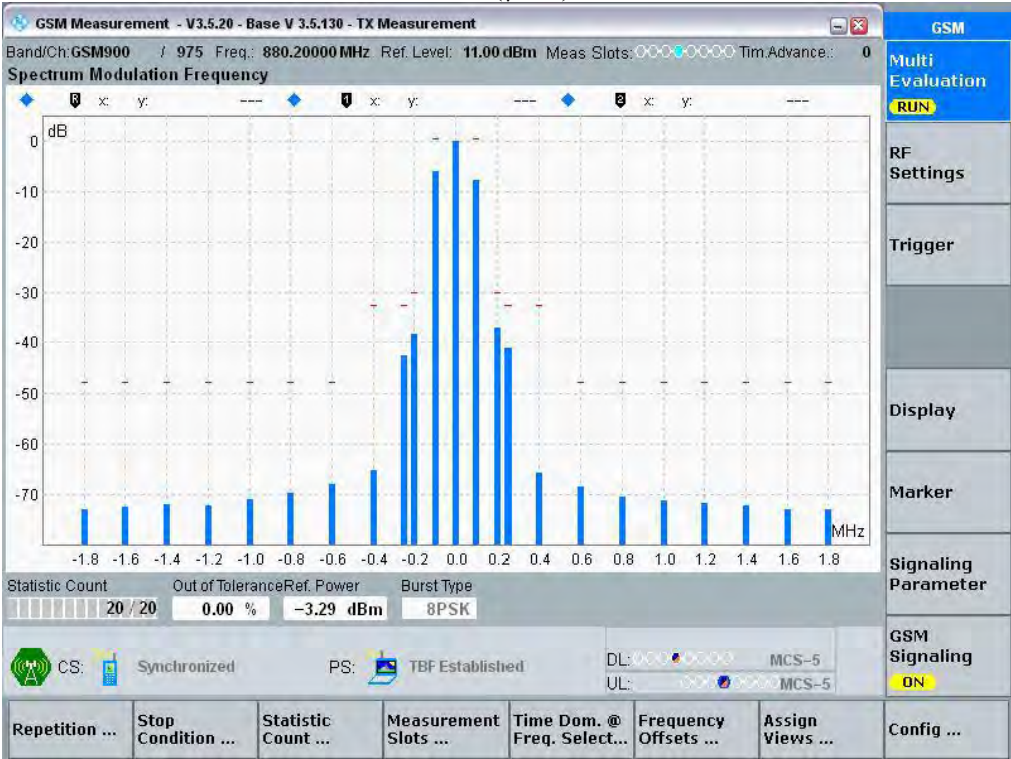 GSM Measurement - V3.5.20 - Base V 3.5.130 - TX Measurement
GSM
Band/Ch:GSM900 / 975 Freq.: 880.20000 MHz Ref. Level: 11.00 dBm Meas Slots: Tim.Advance.: 0
Spectrum Modulation Frequency
R x: y: --- 1 x: y: --- 2 x: y: ---
Multi
Evaluation
RUN
RF
Settings
Trigger
Display
Marker
Signaling
Parameter
GSM
Signaling
ON
dB
0
-10
-20
-30
-40
-50
-60
-70
MHz
-1.8 -1.6 -1.4 -1.2 -1.0 -0.8 -0.6 -0.4 -0.2 0.0 0.2 0.4 0.6 0.8 1.0 1.2 1.4 1.6 1.8
Statistic Count Out of Tolerance Ref. Power Burst Type
20 / 20 0.00 % -3.29 dBm 8PSK
CS: Synchronized PS: TBF Established
DL: MCS-5
UL: MCS-5
Repetition ...
Stop
Condition ...
Statistic
Count ...
Measurement
Slots ...
Time Dom. @
Freq. Select...
Frequency
Offsets ...
Assign
Views ...
Config ...